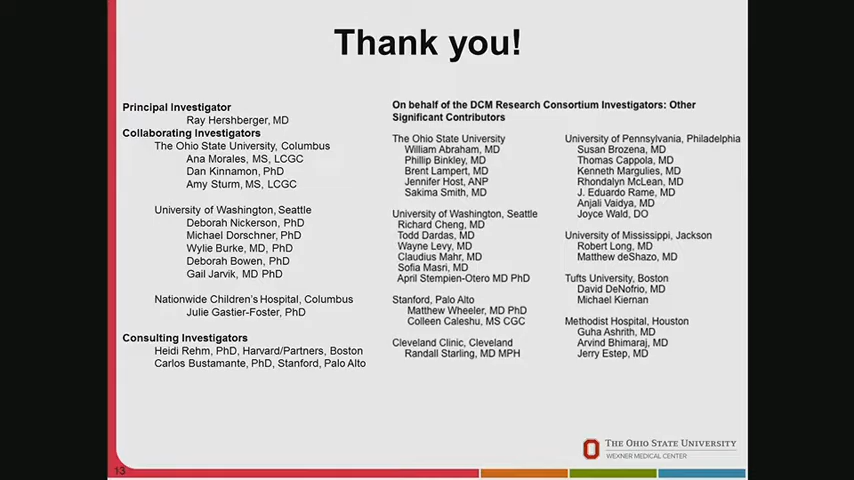 Thank you!
Principal Investigator
Ray Hershberger, MD
Collaborating Investigators
The Ohio State University, Columbus
Ana Morales, MS, LCGC
Dan Kinnamon, PhD
Amy Sturm, MS, LCGC
University of Washington, Seattle
Deborah Nickerson, PhD
Michael Dorschner, PhD
Wylie Burke, MD, PhD
Deborah Bowen, PhD
Gail Jarvik, MD PhD
Nationwide Children's Hospital, Columbus
Julie Gastier-Foster, PhD
Consulting Investigators
Heidi Rehm, PhD, Harvard/Partners, Boston
Carlos Bustamante, PhD, Stanford, Palo Alto
On behalf of the DCM Research Consortium Investigators: Other
Significant Contributors
The Ohio State University
William Abraham, MD
Phillip Binkley, MD
Brent Lampert, MD
Jennifer Host, ANP
Sakima Smith, MD
University of Washington, Seattle
Richard Cheng, MD
Todd Dardas, MD
Wayne Levy, MD
Claudius Mahr, MD
Sofia Masri, MD
April Stempien-Otero MD PhD
Stanford, Palo Alto
Matthew Wheeler, MD PhD
Colleen Caleshu, MS CGC
Cleveland Clinic, Cleveland
Randall Starling, MD MPH
University of Pennsylvania, Philadelphia
Susan Brozena, MD
Thomas Cappola, MD
Kenneth Margulies, MD
Rhondalyn McLean, MD
J. Eduardo Rame, MD
Anjali Vaidya, MD
Joyce Wald, DO
University of Mississippi, Jackson
Robert Long, MD
Matthew deShazo, MD
Tufts University, Boston
David DeNofrio, MD
Michael Kiernan
Methodist Hospital, Houston
Guha Ashrith, MD
Arvind Bhimaraj, MD
Jerry Estep, MD
THE OHIO STATE UNIVERSITY
WEXNER MEDICAL CENTER
13